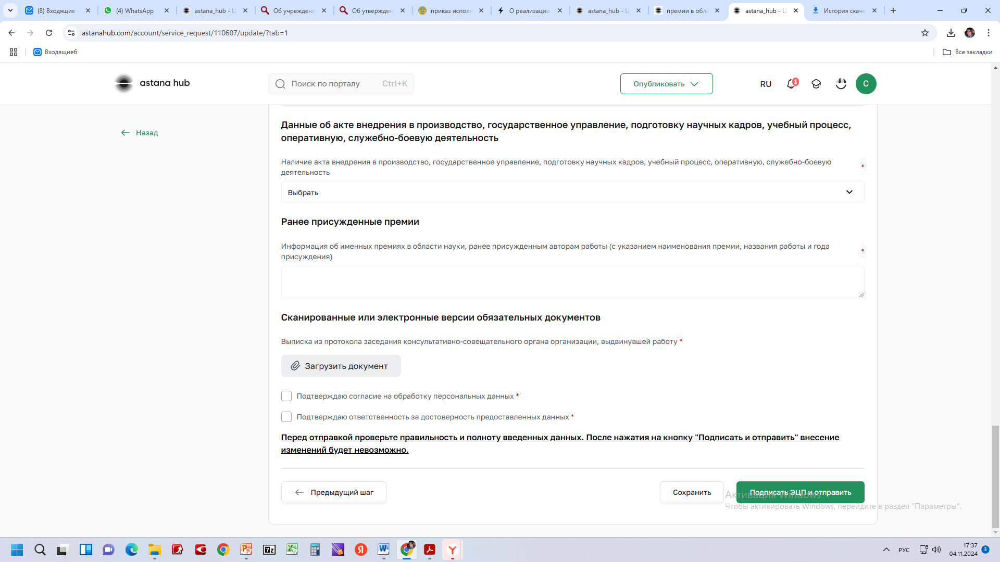 (8) Входящие -
(4) WhatsApp
astana_hub - Ц
Об учрежден
Об утвержден
приказ испол
О реализации
astana_hub - Ц
премии в обла
astana_hub - Ц
История скачи
astanahub.com/account/service_request/110607/update/?tab=1
Входящие6
Все закладки
astana hub
Поиск по порталу Ctrl+K
Опубликовать
RU
1
C
Назад
Данные об акте внедрения в производство, государственное управление, подготовку научных кадров, учебный процесс,
оперативную, служебно-боевую деятельность
Наличие акта внедрения в производство, государственное управление, подготовку научных кадров, учебный процесс, оперативную, служебно-боевую
деятельность *
Выбрать
Ранее присужденные премии
Информация об именных премиях в области науки, ранее присужденным авторам работы (с указанием наименования премии, названия работы и года
присуждения) *
Сканированные или электронные версии обязательных документов
Выписка из протокола заседания консультативно-совещательного органа организации, выдвинувшей работу *
Загрузить документ
Подтверждаю согласие на обработку персональных данных *
Подтверждаю ответственность за достоверность предоставленных данных *
Перед отправкой проверьте правильность и полноту введенных данных. После нажатия на кнопку "Подписать и отправить" внесение
изменений будет невозможно.
Предыдущий шаг
Сохранить
Подписать ЭЦП и отправить
Активация Windows
Чтобы активировать Windows, перейдите в раздел "Параметры".
РУС
17:37
04.11.2024
3